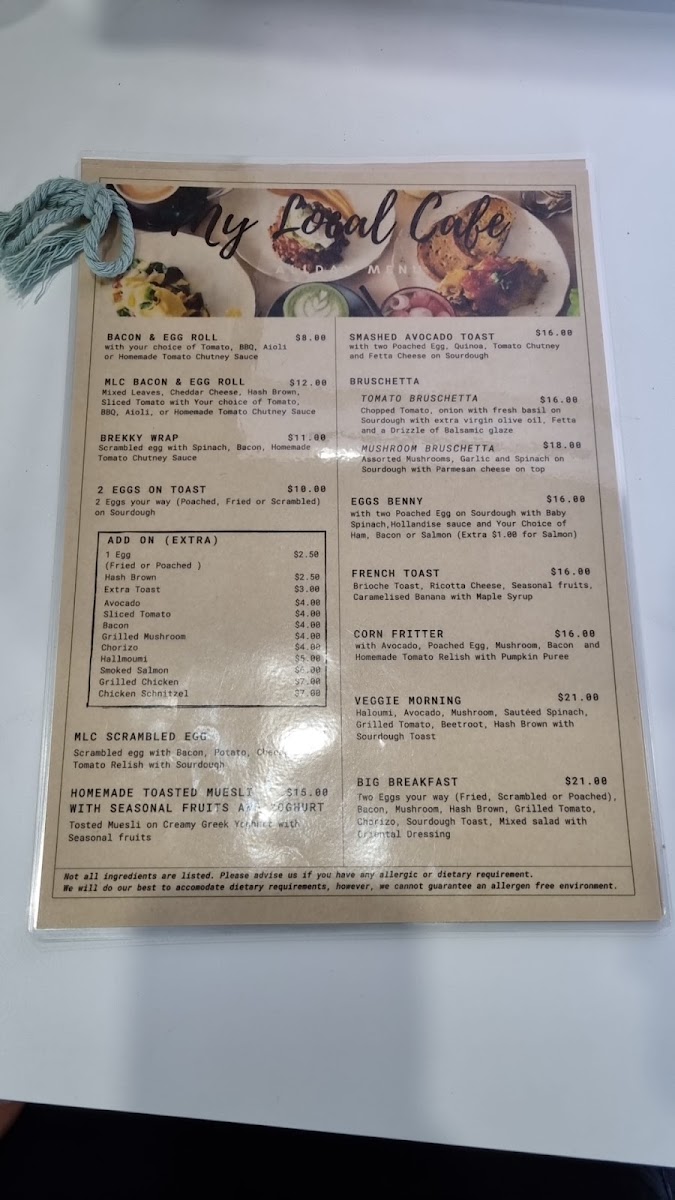 My Local Cafe
ALLDAY MENU
BACON & EGG ROLL $8.00
with your choice of Tomato, BBQ, Aioli
or Homemade Tomato Chutney Sauce
MLC BACON & EGG ROLL $12.00
Mixed Leaves, Cheddar Cheese, Hash Brown,
Sliced Tomato with Your choice of Tomato,
BBQ, Aioli, or Homemade Tomato Chutney Sauce
BREKKY WRAP $11.00
Scrambled egg with Spinach, Bacon, Homemade
Tomato Chutney Sauce
2 EGGS ON TOAST $10.00
2 Eggs your way (Poached, Fried or Scrambled)
on Sourdough
ADD ON (EXTRA)
1 Egg $2.50
(Fried or Poached )
Hash Brown $2.50
Extra Toast $3.00
Avocado $4.00
Sliced Tomato $4.00
Bacon $4.00
Grilled Mushroom $4.00
Chorizo $4.00
Hallmoumi $5.00
Smoked Salmon $6.00
Grilled Chicken $7.00
Chicken Schnitzel $7.00
MLC SCRAMBLED EGG
Scrambled egg with Bacon, Potato,
Tomato Relish with Sourdough
HOMEMADE TOASTED MUESLI $15.00
WITH SEASONAL FRUITS AND YOGHURT
Tosted Muesli on Creamy Greek Yoghurt with
Seasonal fruits
SMASHED AVOCADO TOAST $16.00
with two Poached Egg, Quinoa, Tomato Chutney
and Fetta Cheese on Sourdough
BRUSCHETTA
TOMATO BRUSCHETTA $16.00
Chopped Tomato, onion with fresh basil on
Sourdough with extra virgin olive oil, Fetta
and a Drizzle of Balsamic glaze
MUSHROOM BRUSCHETTA $18.00
Assorted Mushrooms, Garlic and Spinach on
Sourdough with Parmesan cheese on top
EGGS BENNY $16.00
with two Poached Egg on Sourdough with Baby
Spinach,Hollandise sauce and Your Choice of
Ham, Bacon or Salmon (Extra $1.00 for Salmon)
FRENCH TOAST $16.00
Brioche Toast, Ricotta Cheese, Seasonal fruits,
Caramelised Banana with Maple Syrup
CORN FRITTER $16.00
with Avocado, Poached Egg, Mushroom, Bacon and
Homemade Tomato Relish with Pumpkin Puree
VEGGIE MORNING $21.00
Haloumi, Avocado, Mushroom, Sautéed Spinach,
Grilled Tomato, Beetroot, Hash Brown with
Sourdough Toast
BIG BREAKFAST $21.00
Two Eggs your way (Fried, Scrambled or Poached),
Bacon, Mushroom, Hash Brown, Grilled Tomato,
Chorizo, Sourdough Toast, Mixed salad with
Oriental Dressing
Not all ingredients are listed. Please advise us if you have any allergic or dietary requirement.
We will do our best to accomodate dietary requirements, however, we cannot guarantee an allergen free environment.